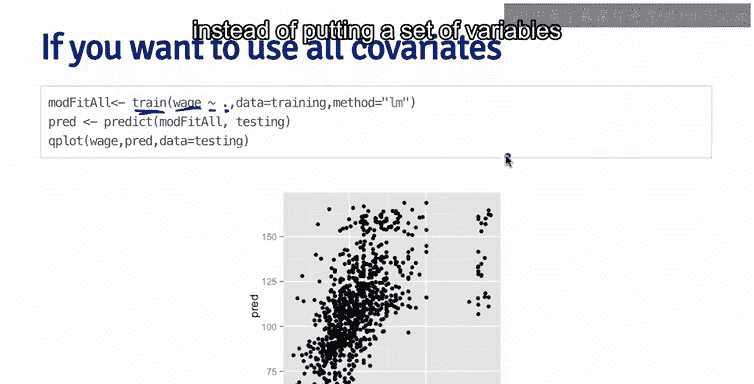 instead of putting a set of variables
If you want to use all covariates
modFitAll<- train(wage ~ .,data=training,method="lm")
pred <- predict(modFitAll, testing)
qplot(wage,pred,data=testing)
150
125
pred
100
75